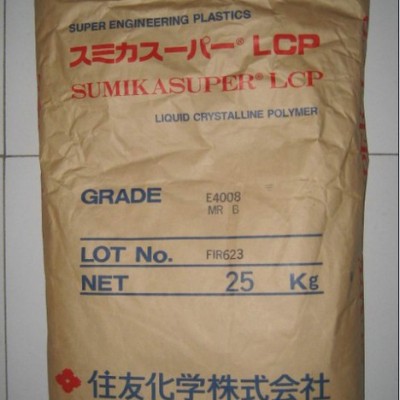 SUPER ENGINEERING PLASTICS
スミカスーパー® LCP
SUMIKASUPER® LCP
LIQUID CRYSTALLINE POLYMER
GRADE E4008
MR B
LOT No. FIR623
NET 25 Kg
住友化学株式会社